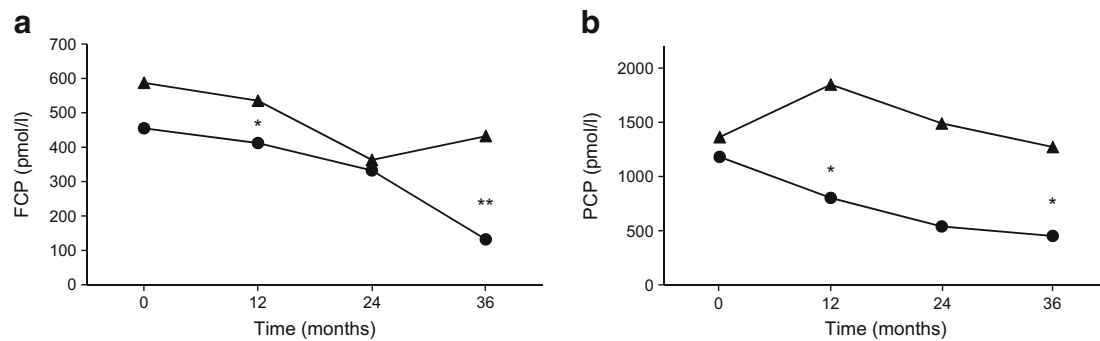 a
700
600
500
400
300
200
100
0
FCP (pmol/l)
*
**
0 12 24 36
Time (months)
b
2000
1500
1000
500
0
PCP (pmol/l)
*
*
0 12 24 36
Time (months)